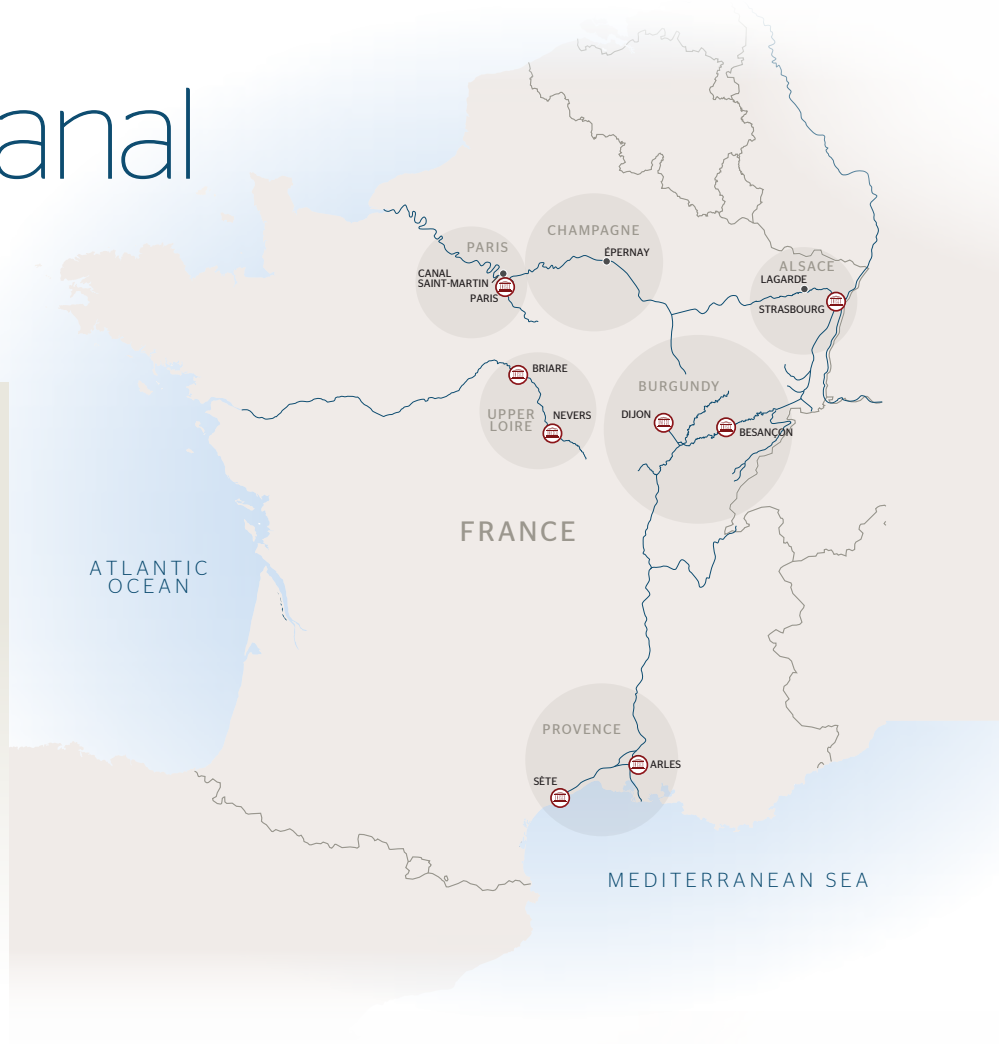 anal
CHAMPAGNE
PARIS
ÉPERNAY
ALSACE
CANAL
SAINT-MARTIN
LAGARDE
PARIS
STRASBOURG
BRIARE
BURGUNDY
UPPER
LOIRE
NEVERS
DIJON
BESANÇON
FRANCE
ATLANTIC
OCEAN
PROVENCE
ARLES
SÈTE
MEDITERRANEAN SEA